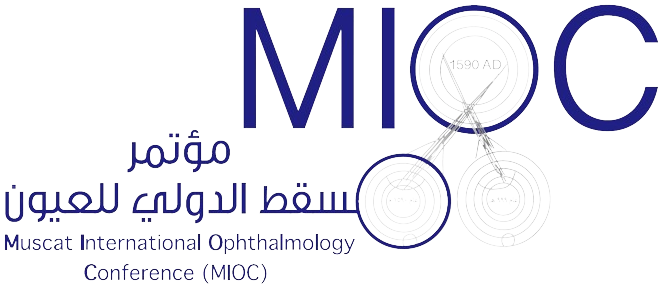 MIOC
1590 AD
مؤتمر
مسقط الدولي للعيون
Muscat International Ophthalmology
Conference (MIOC)